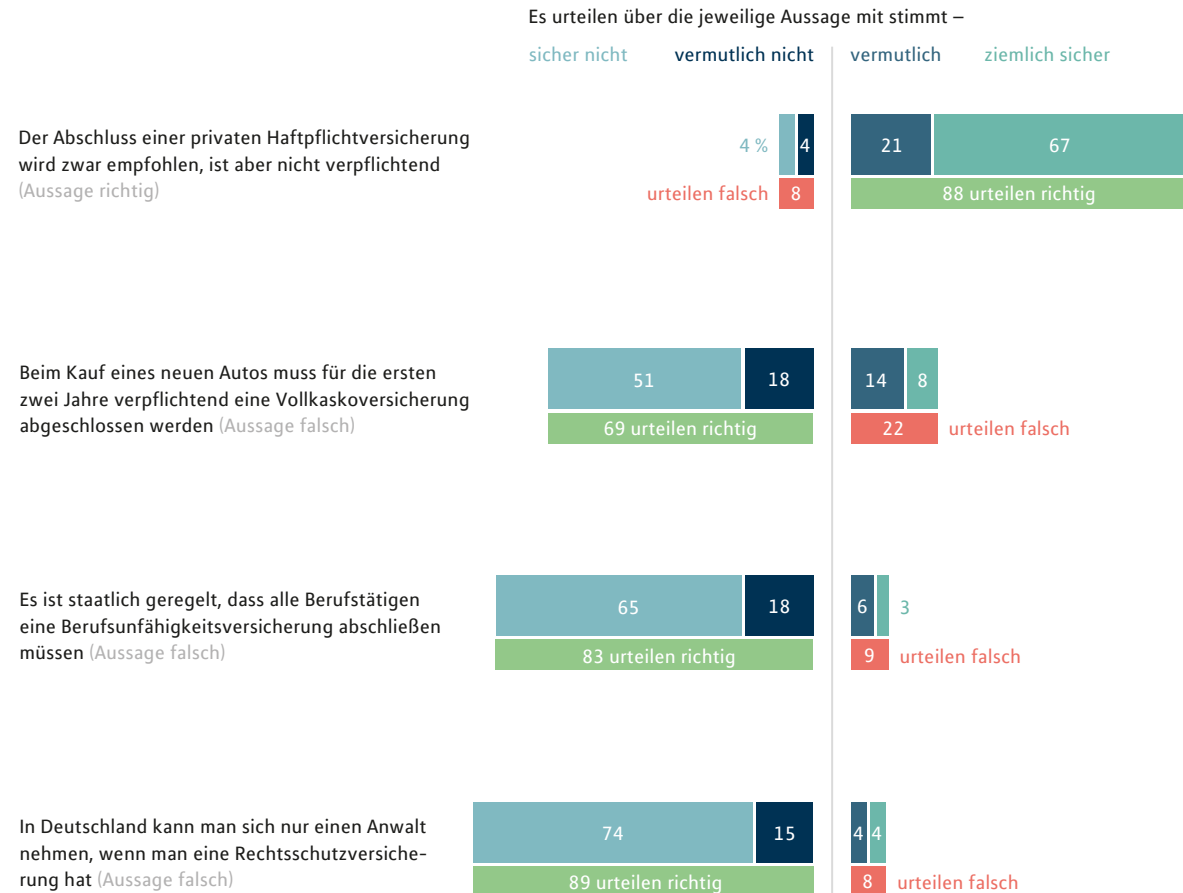 Es urteilen über die jeweilige Aussage mit stimmt –
sicher nicht vermutlich nicht vermutlich ziemlich sicher
Der Abschluss einer privaten Haftpflichtversicherung
wird zwar empfohlen, ist aber nicht verpflichtend
(Aussage richtig)
4 % 4 21 67
urteilen falsch 8 88 urteilen richtig
Beim Kauf eines neuen Autos muss für die ersten
zwei Jahre verpflichtend eine Vollkaskoversicherung
abgeschlossen werden (Aussage falsch)
51 18 14 8
69 urteilen richtig 22 urteilen falsch
Es ist staatlich geregelt, dass alle Berufstätigen
eine Berufsunfähigkeitsversicherung abschließen
müssen (Aussage falsch)
65 18 6 3
83 urteilen richtig 9 urteilen falsch
In Deutschland kann man sich nur einen Anwalt
nehmen, wenn man eine Rechtsschutzversiche-
rung hat (Aussage falsch)
74 15 4 4
89 urteilen richtig 8 urteilen falsch